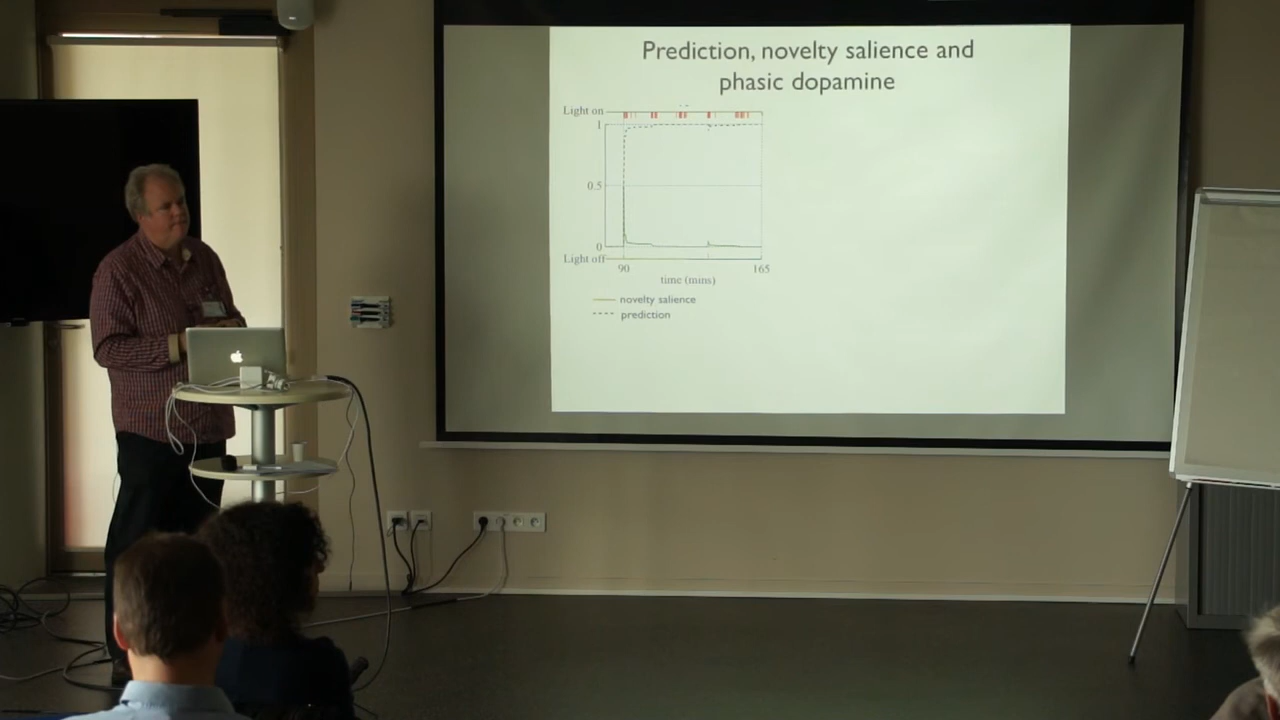 Prediction, novelty salience and
phasic dopamine
Light on
1
0.5
0
Light off
90
165
time (mins)
novelty salience
prediction